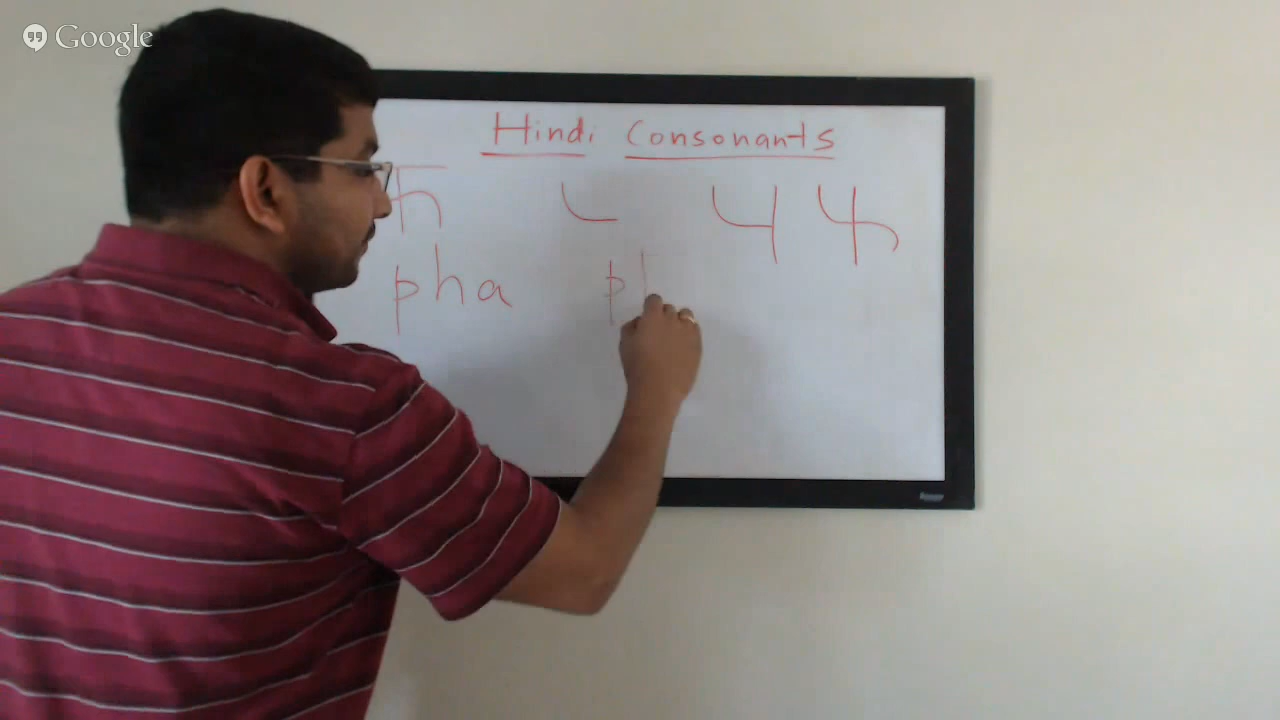 Google
Hindi Consonants
प फ
pha p